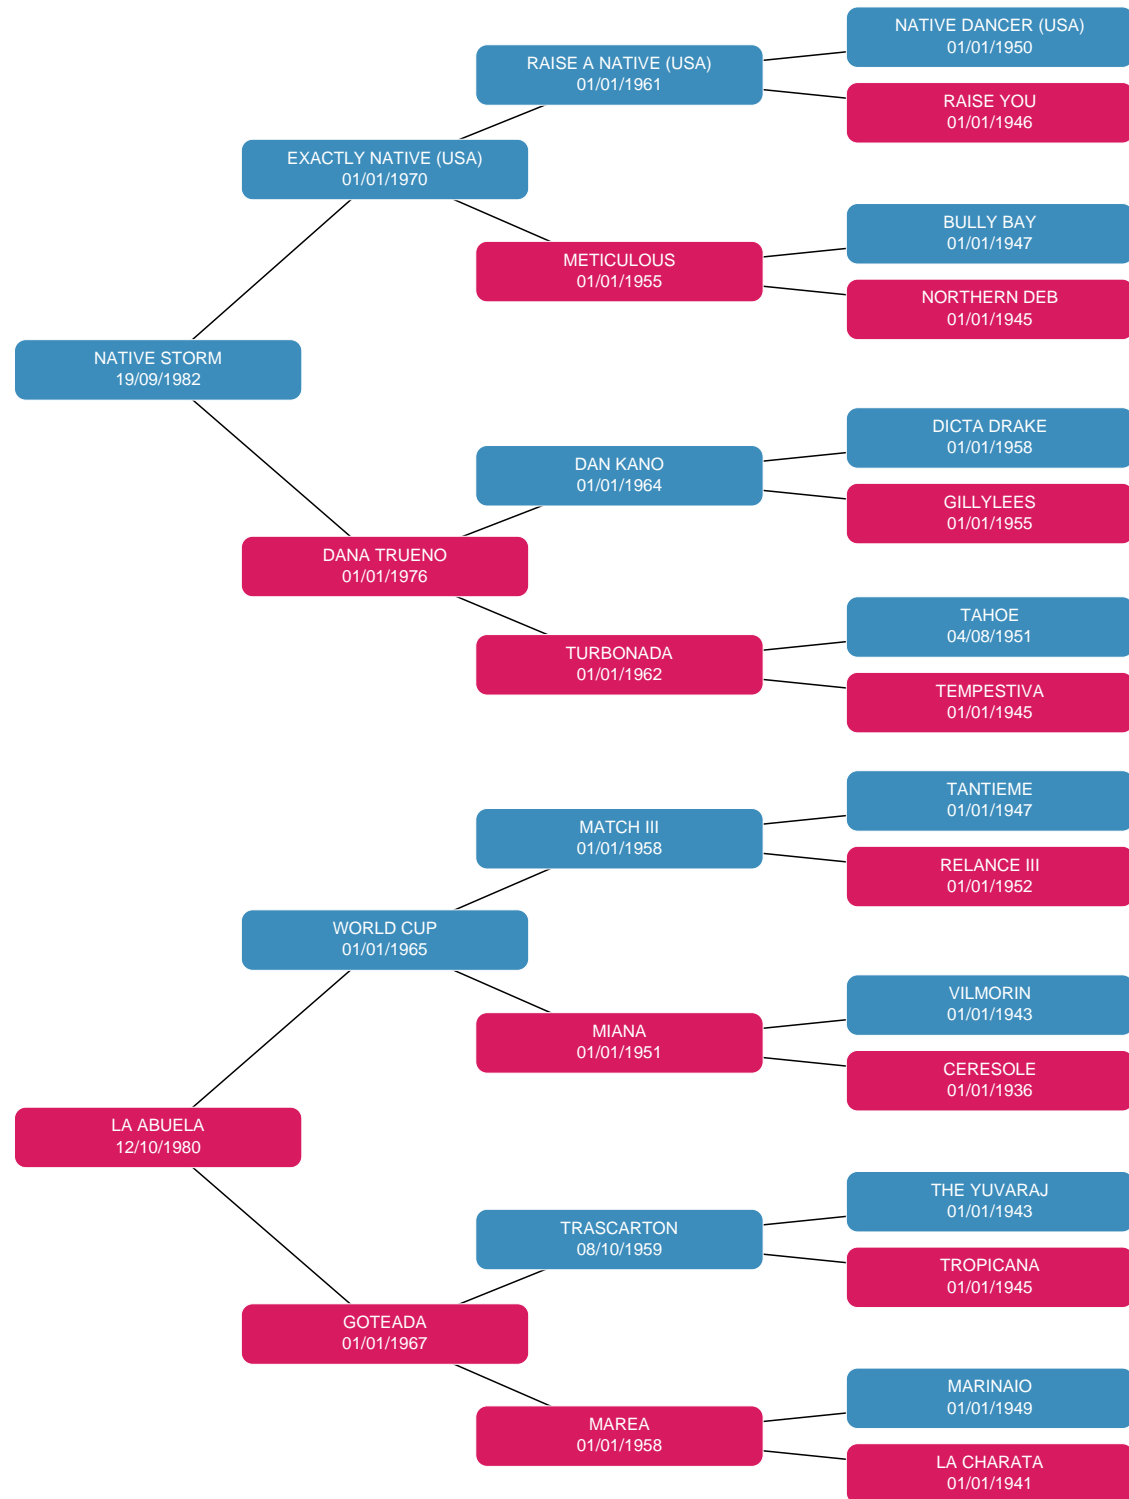 NATIVE DANCER (USA)
01/01/1950
RAISE A NATIVE (USA)
01/01/1961
RAISE YOU
01/01/1946
EXACTLY NATIVE (USA)
01/01/1970
BULLY BAY
01/01/1947
METICULOUS
01/01/1955
NORTHERN DEB
01/01/1945
NATIVE STORM
19/09/1982
DICTA DRAKE
01/01/1958
DAN KANO
01/01/1964
GILLYLEES
01/01/1955
DANA TRUENO
01/01/1976
TAHOE
04/08/1951
TURBONADA
01/01/1962
TEMPESTIVA
01/01/1945
TANTIEME
01/01/1947
MATCH III
01/01/1958
RELANCE III
01/01/1952
WORLD CUP
01/01/1965
VILMORIN
01/01/1943
MIANA
01/01/1951
CERESOLE
01/01/1936
LA ABUELA
12/10/1980
THE YUVARAJ
01/01/1943
TRASCARTON
08/10/1959
TROPICANA
01/01/1945
GOTEADA
01/01/1967
MARINAIO
01/01/1949
MAREA
01/01/1958
LA CHARATA
01/01/1941